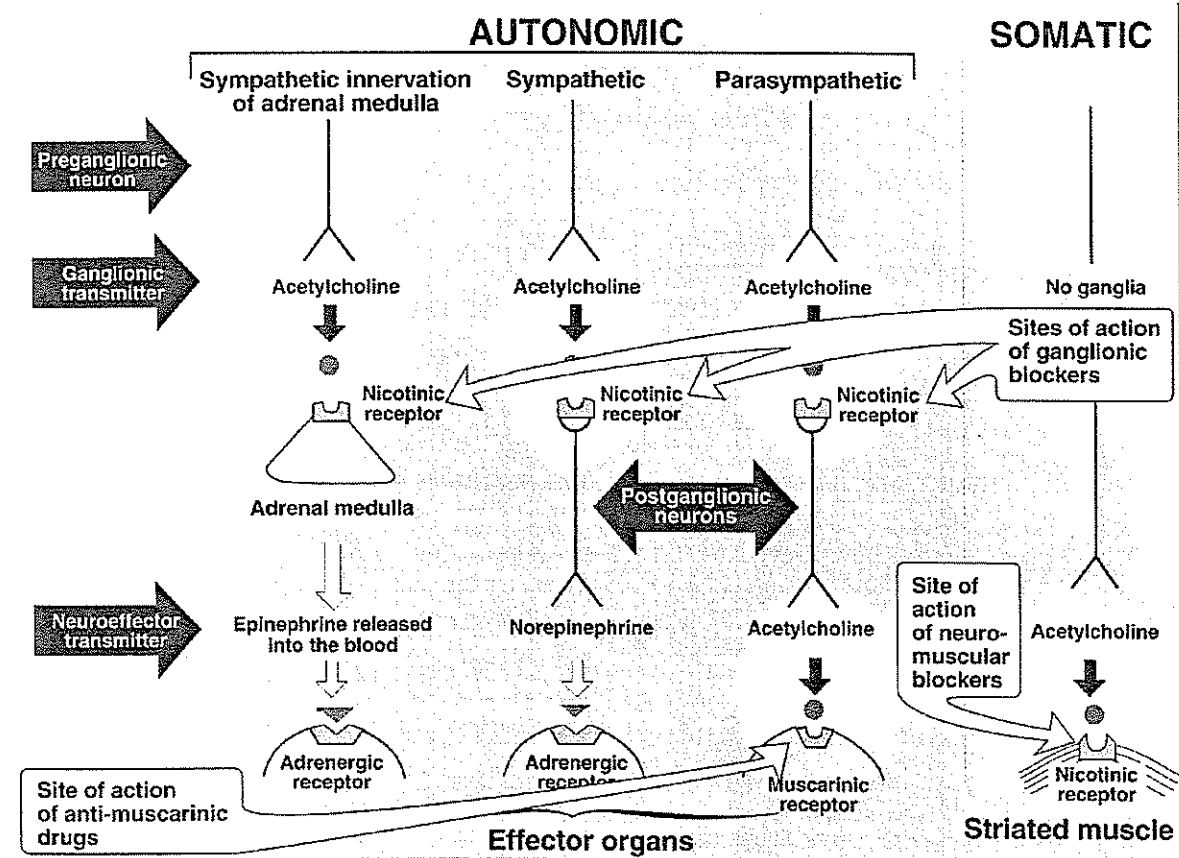 AUTONOMIC
SOMATIC
Sympathetic innervation
of adrenal medulla
Sympathetic
Parasympathetic
Preganglionic
neuron
Ganglionic
transmitter
Acetylcholine
Acetylcholine
Acetylcholine
No ganglia
Sites of action
of ganglionic
blockers
Nicotinic
receptor
Nicotinic
receptor
Nicotinic
receptor
Adrenal medulla
Postganglionic
neurons
Neuroeffector
transmitter
Epinephrine released
into the blood
Norepinephrine
Acetylcholine
Site of
action
of neuro-
muscular
blockers
Acetylcholine
Adrenergic
receptor
Adrenergic
receptor
Muscarinic
receptor
Nicotinic
receptor
Site of action
of anti-muscarinic
drugs
Effector organs
Striated muscle